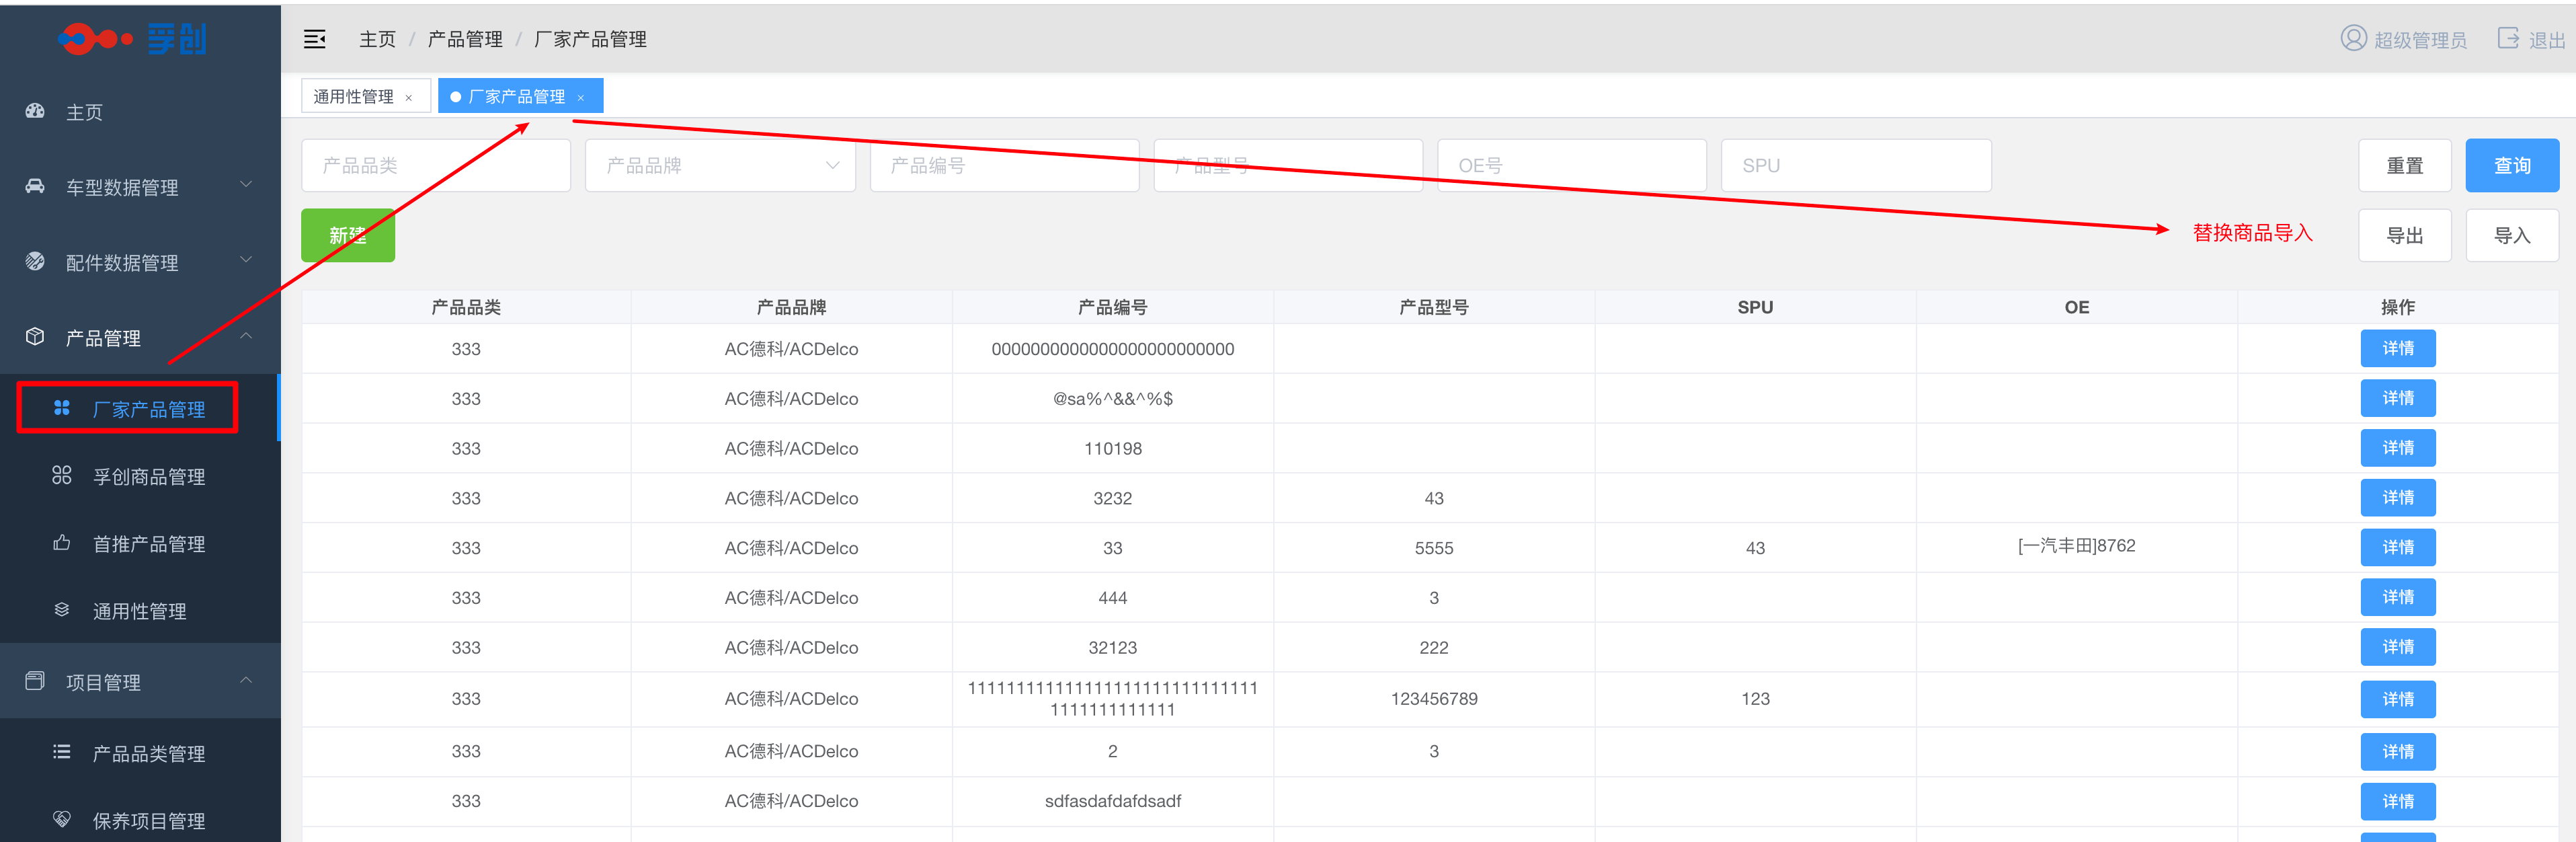 孚创
主页 / 产品管理 / 厂家产品管理
超级管理员 退出
通用性管理 × 厂家产品管理 ×
主页
车型数据管理
配件数据管理
产品管理
厂家产品管理
孚创商品管理
首推产品管理
通用性管理
项目管理
产品品类管理
保养项目管理
产品品类 产品品牌 产品编号 产品型号 OE号 SPU 重置 查询
新建 替换商品导入 导出 导入
产品品类 产品品牌 产品编号 产品型号 SPU OE 操作
333 AC德科/ACDelco 0000000000000000000000000 详情
333 AC德科/ACDelco @sa%^&&^%$ 详情
333 AC德科/ACDelco 110198 详情
333 AC德科/ACDelco 3232 43 详情
333 AC德科/ACDelco 33 5555 43 [一汽丰田]8762 详情
333 AC德科/ACDelco 444 3 详情
333 AC德科/ACDelco 32123 222 详情
333 AC德科/ACDelco 111111111111111111111111111111 123456789 123 详情
1111111111111
333 AC德科/ACDelco 2 3 详情
333 AC德科/ACDelco sdfasdafdafdsadf 详情